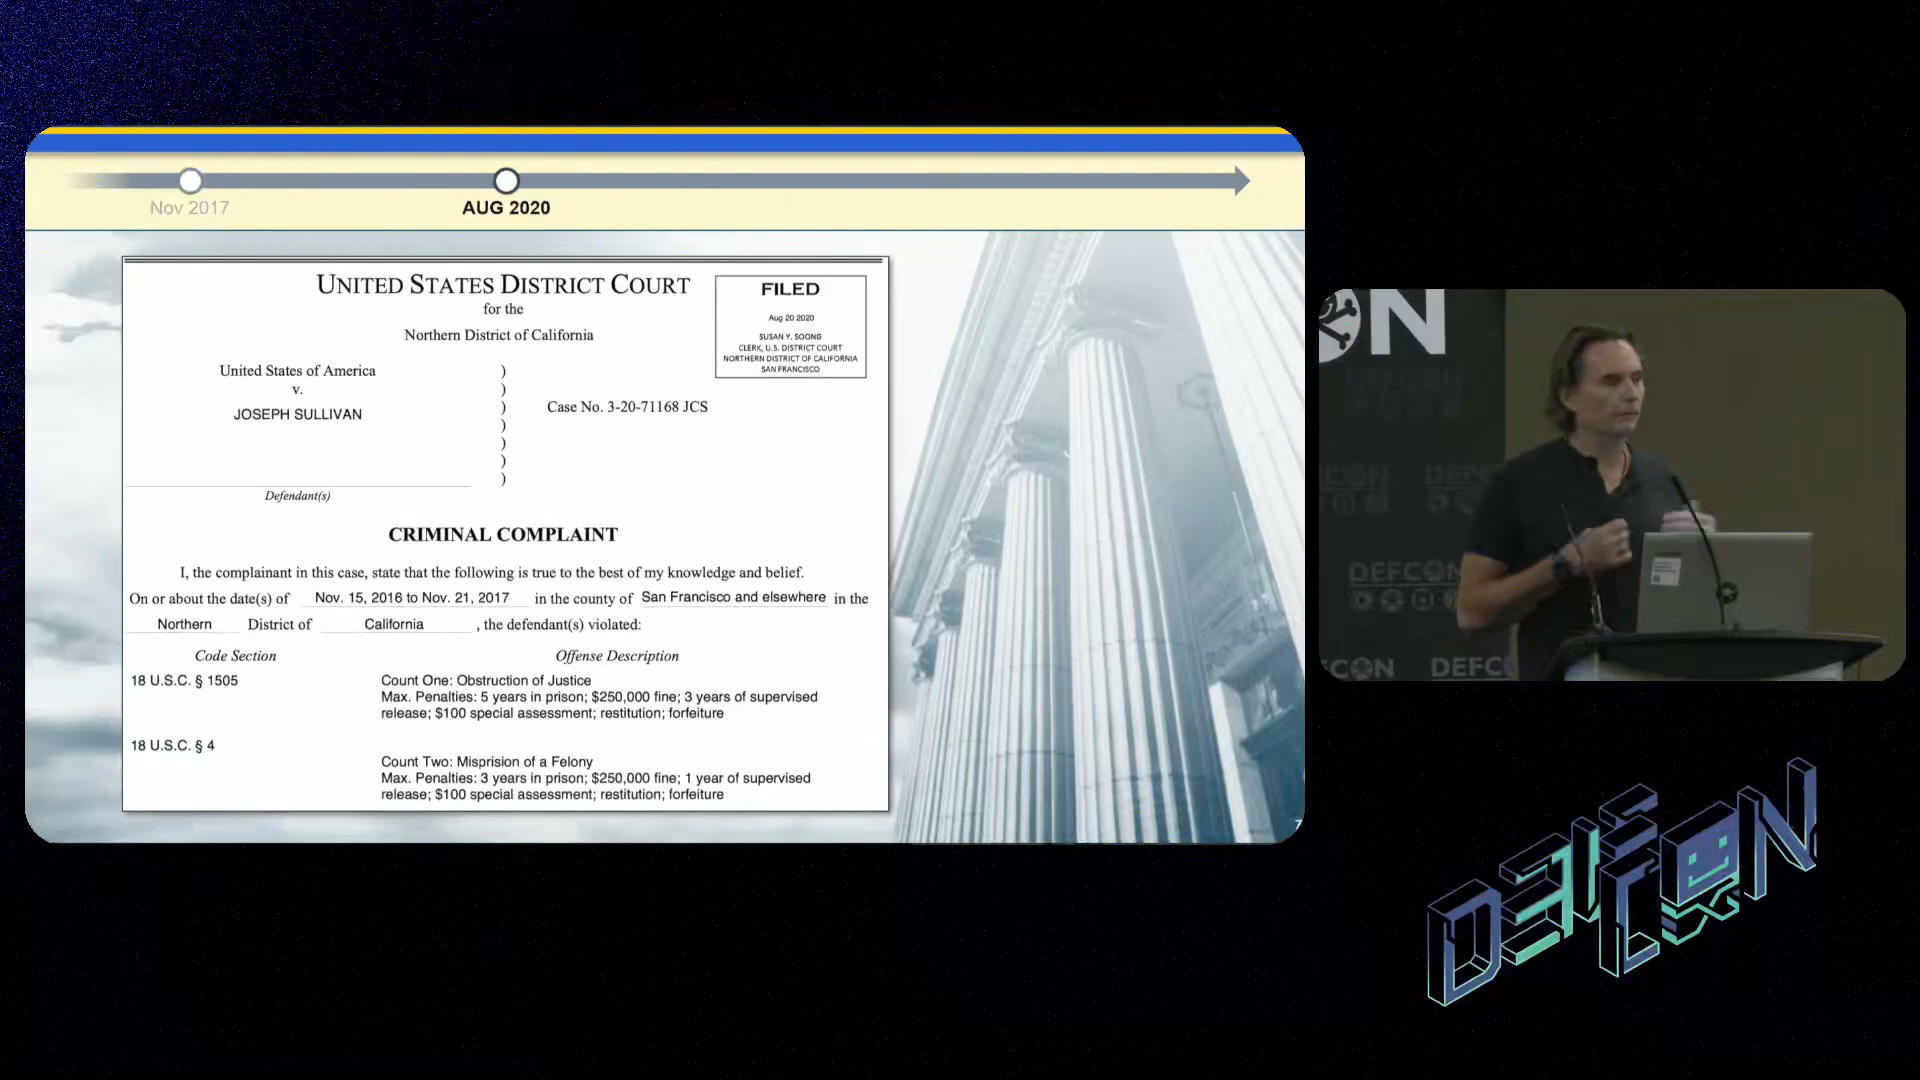 Nov 2017
AUG 2020
UNITED STATES DISTRICT COURT
for the
Northern District of California
FILED
Aug 20 2020
SUSAN Y. SOONG
CLERK, U.S. DISTRICT COURT
NORTHERN DISTRICT OF CALIFORNIA
SAN FRANCISCO
United States of America )
v. )
JOSEPH SULLIVAN ) Case No. 3-20-71168 JCS
)
)
)
)
Defendant(s)
CRIMINAL COMPLAINT
I, the complainant in this case, state that the following is true to the best of my knowledge and belief.
On or about the date(s) of Nov. 15, 2016 to Nov. 21, 2017 in the county of San Francisco and elsewhere in the
Northern District of California , the defendant(s) violated:
Code Section Offense Description
18 U.S.C. § 1505 Count One: Obstruction of Justice
Max. Penalties: 5 years in prison; $250,000 fine; 3 years of supervised
release; $100 special assessment; restitution; forfeiture
18 U.S.C. § 4
Count Two: Misprision of a Felony
Max. Penalties: 3 years in prison; $250,000 fine; 1 year of supervised
release; $100 special assessment; restitution; forfeiture
7
N
CON DEF
DEFCON
CON DEFC
DEFCON